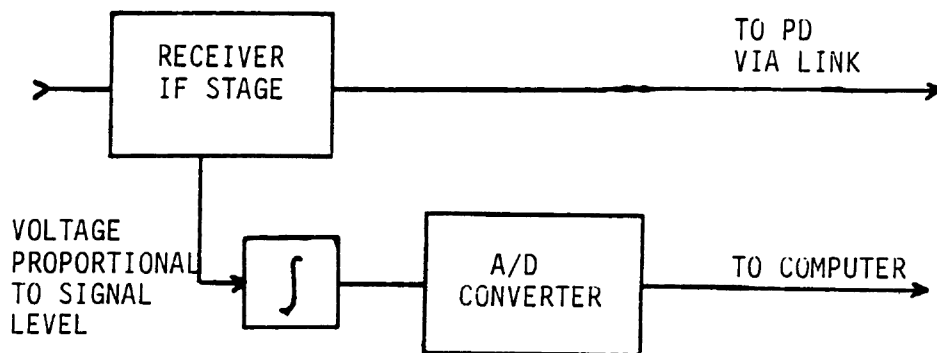 RECEIVER
IF STAGE
TO PD
VIA LINK
VOLTAGE
PROPORTIONAL
TO SIGNAL
LEVEL
∫
A/D
CONVERTER
TO COMPUTER